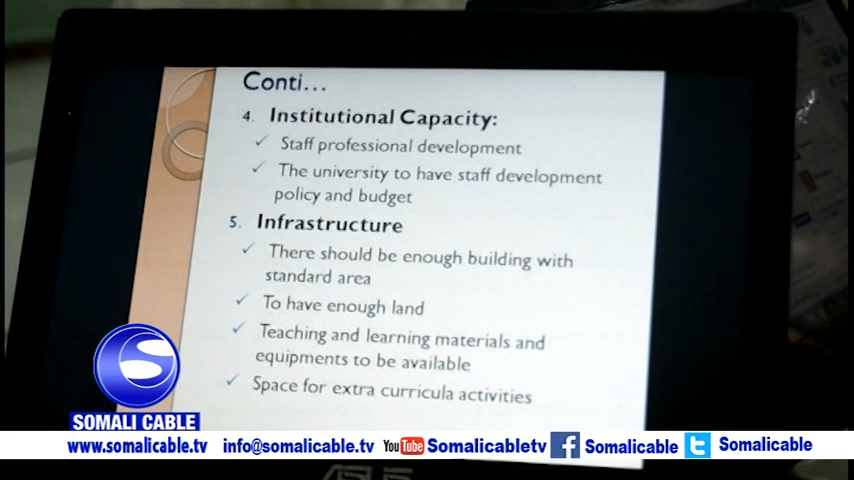 Conti...
4. Institutional Capacity:
✓ Staff professional development
✓ The university to have staff development
policy and budget
5. Infrastructure
✓ There should be enough building with
standard area
✓ To have enough land
✓ Teaching and learning materials and
equipments to be available
✓ Space for extra curricula activities
S
SOMALI CABLE
www.somalicable.tv info@somalicable.tv YouTube Somalicabletv f Somalicable t Somalicable